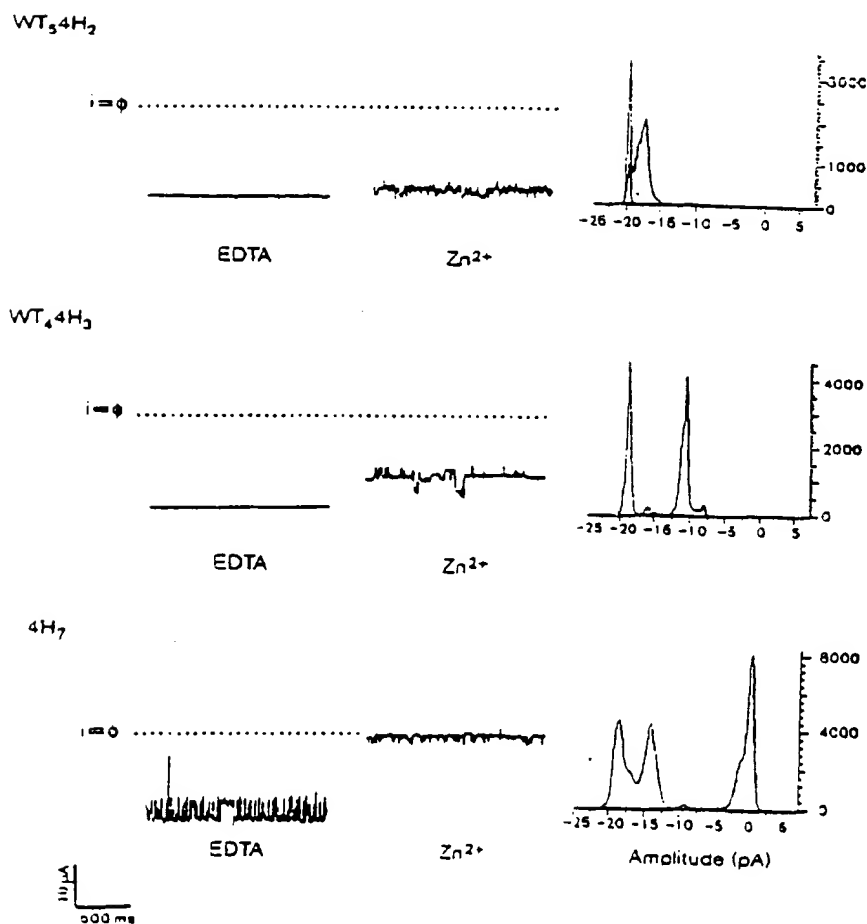 WT₅4H₂
i = ϕ
EDTA
Zn²⁺
3000
1000
0
-25 -20 -15 -10 -5 0 5
WT₄4H₃
i = ϕ
EDTA
Zn²⁺
4000
2000
0
-25 -20 -15 -10 -5 0 5
4H₇
i = 0
EDTA
Zn²⁺
8000
4000
0
-25 -20 -15 -10 -5 0 5
Amplitude (pA)
500 ms